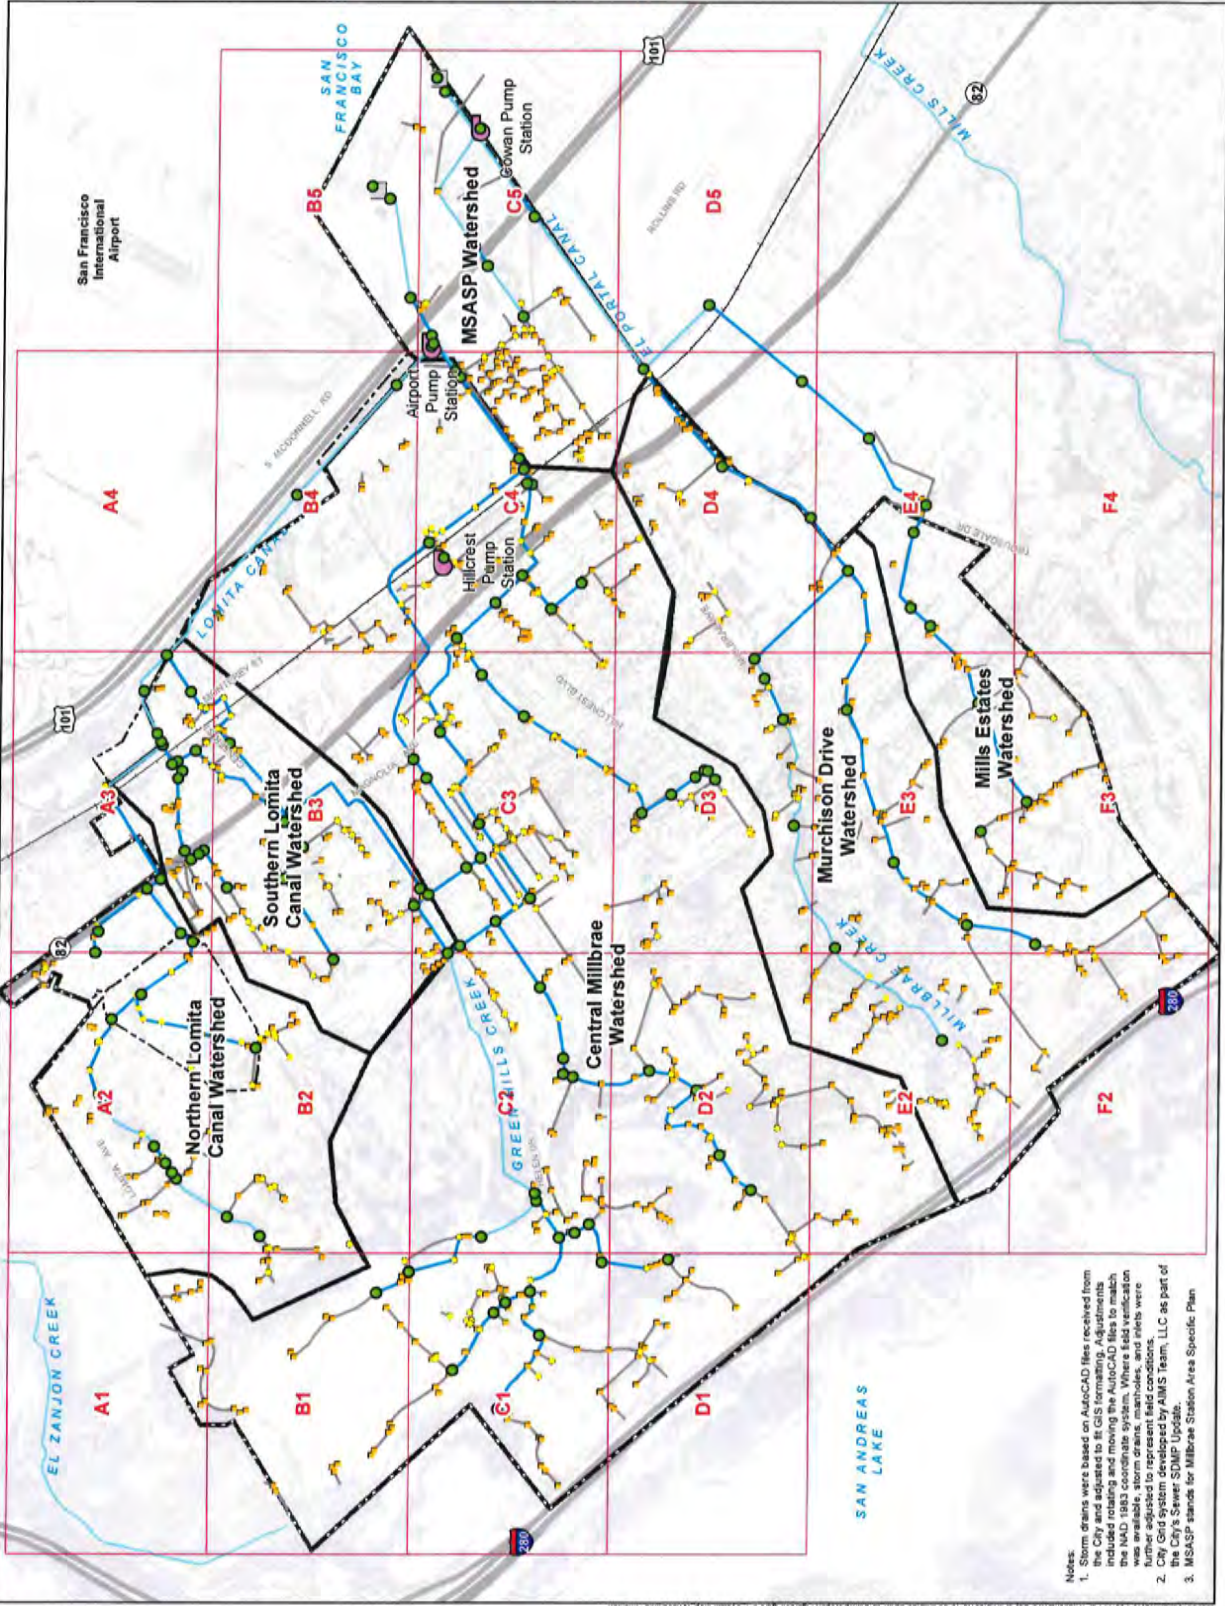 San Francisco
International
Airport
SAN
FRANCISCO
BAY
101
82
MILLS CREEK
Cowan Pump
Station
B5
C5
D5
MSASP Watershed
EL PORTAL CANAL
ROLLINS RD
Airport
Pump
Station
S MCDONNELL RD
A4
B4
C4
D4
E4
F4
LOMITA CANAL
Hillcrest
Pump
Station
TROUSDALE DR
101
MONTEREY ST
HILLCREST BLVD
Mills Estates
Watershed
A3
B3
C3
D3
E3
F3
Southern Lomita
Canal Watershed
Murchison Drive
Watershed
82
MILLBRAE CREEK
Central Millbrae
Watershed
GREEN HILLS CREEK
280
Northern Lomita
Canal Watershed
A2
B2
C2
D2
E2
F2
EL ZANJON CREEK
A1
B1
C1
D1
280
SAN ANDREAS
LAKE
Notes:
1. Storm drains were based on AutoCAD files received from
the City and adjusted to fit GIS formatting. Adjustments
included rotating and moving the AutoCAD files to match
the NAD 1983 coordinate system. Where field verification
was available, storm drains, manholes, and inlets were
further adjusted to represent field conditions.
2. City Grid system developed by AIMS Team, LLC as part of
the City's Sewer SDMP Update.
3. MSASP stands for Millbrae Station Area Specific Plan